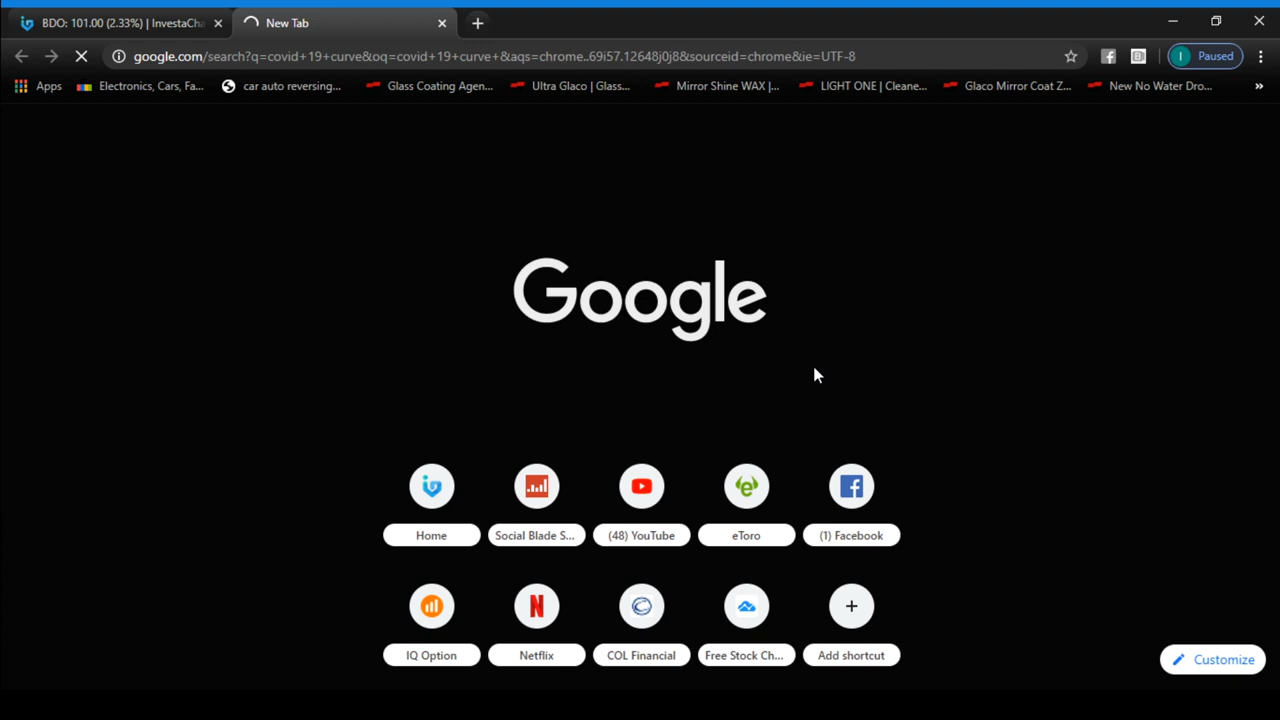 BDO: 101.00 (2.33%) | InvestaCha
New Tab
google.com/search?q=covid+19+curve&oq=covid+19+curve+&aqs=chrome..69i57.12648j0j8&sourceid=chrome&ie=UTF-8
Paused
Apps
Electronics, Cars, Fa...
car auto reversing...
Glass Coating Agen...
Ultra Glaco | Glass...
Mirror Shine WAX |...
LIGHT ONE | Cleane...
Glaco Mirror Coat Z...
New No Water Dro...
Google
Home
Social Blade S...
(48) YouTube
eToro
(1) Facebook
IQ Option
Netflix
COL Financial
Free Stock Ch...
Add shortcut
Customize